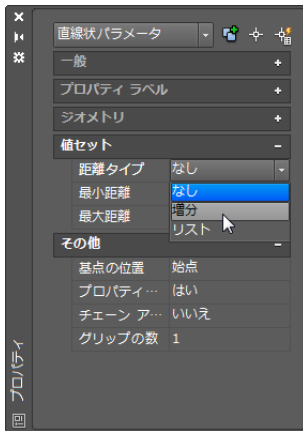 直線状パラメータ
一般
プロパティ ラベル
ジオメトリ
値セット
距離タイプ なし
最小距離 なし
最大距離 増分
リスト
その他
基点の位置 始点
プロパティ… はい
チェーン ア… いいえ
グリップの数 1
プロパティ